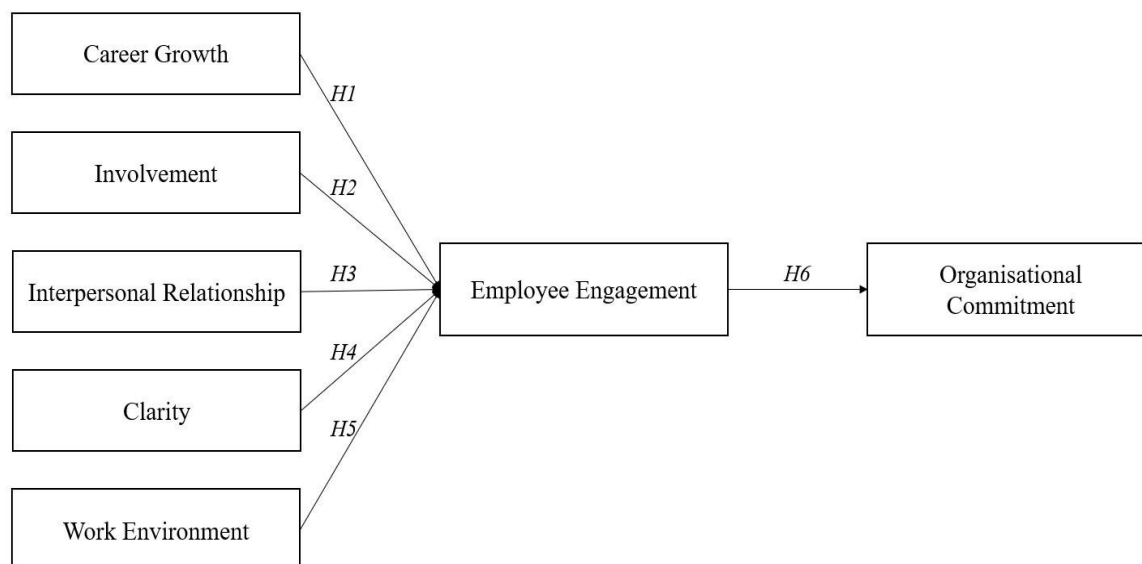 Career Growth
H1
Involvement
H2
Interpersonal Relationship
H3
Employee Engagement
H6
Organisational
Commitment
H4
Clarity
H5
Work Environment